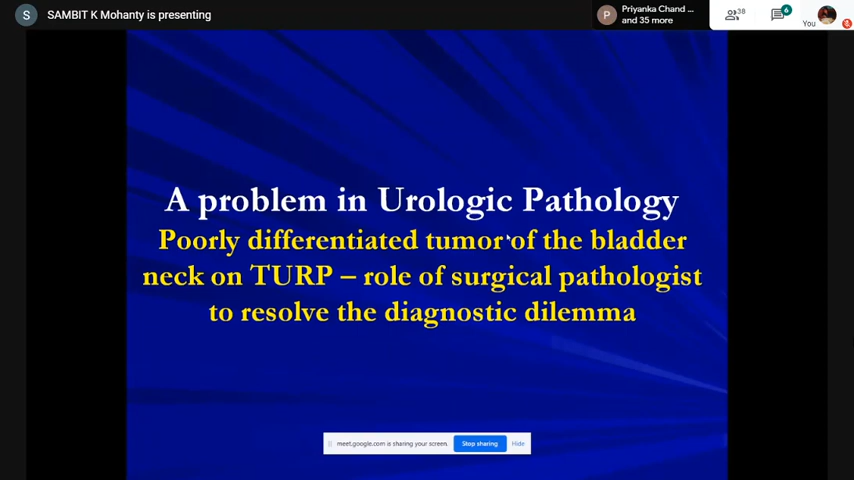 S SAMBIT K Mohanty is presenting
P Priyanka Chand ...
and 35 more
38
6
You
A problem in Urologic Pathology
Poorly differentiated tumor of the bladder
neck on TURP – role of surgical pathologist
to resolve the diagnostic dilemma
meet.google.com is sharing your screen. Stop sharing Hide